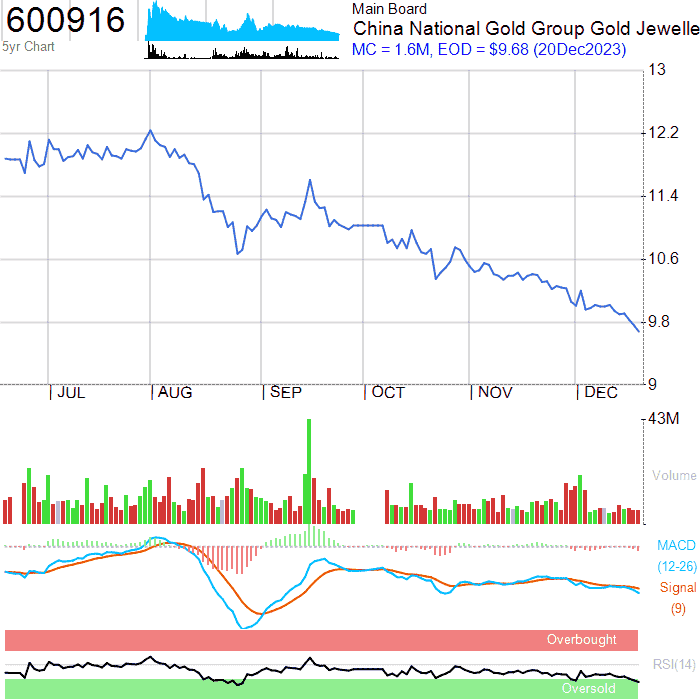 600916
5yr Chart
Main Board
China National Gold Group Gold Jewelle
MC = 1.6M, EOD = $9.68 (20Dec2023)
13
12.2
11.4
10.6
9.8
9
JUL AUG SEP OCT NOV DEC
43M
Volume
MACD
(12-26)
Signal
(9)
Overbought
RSI(14)
Oversold